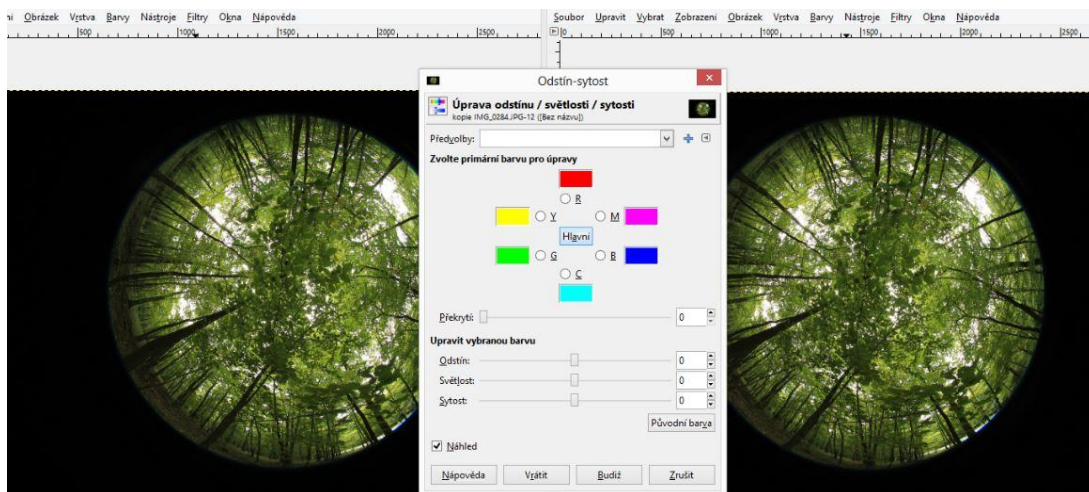 Obrázek Vrstva Barvy Nástroje Filtry Okna Nápověda
Soubor Upravit Vybrat Zobrazení Obrázek Vrstva Barvy Nástroje Filtry Okna Nápověda
500 1000 1500 2000 2500
0 500 1000 1500 2000 2500
Odstín-sytost
Úprava odstínu / světlosti / sytosti
kopie IMG_0284.JPG-12 ([Bez názvu])
Předvolby:
Zvolte primární barvu pro úpravy
R
Y M
Hlavní
G B
C
Překrytí: 0
Upravit vybranou barvu
Odstín: 0
Světlost: 0
Sytost: 0
Původní barva
Náhled
Nápověda Vrátit Budiž Zrušit